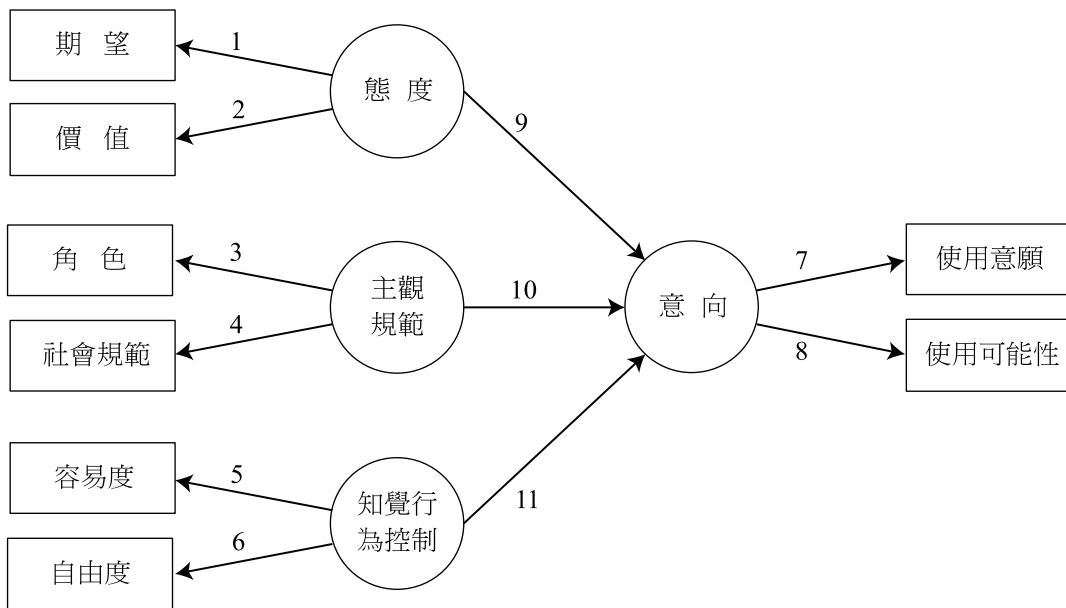 期 望
1
態 度
2
價 值
9
角 色
3
主觀
規範
10
4
社會規範
意 向
7
使用意願
8
使用可能性
容易度
5
知覺行
為控制
11
6
自由度